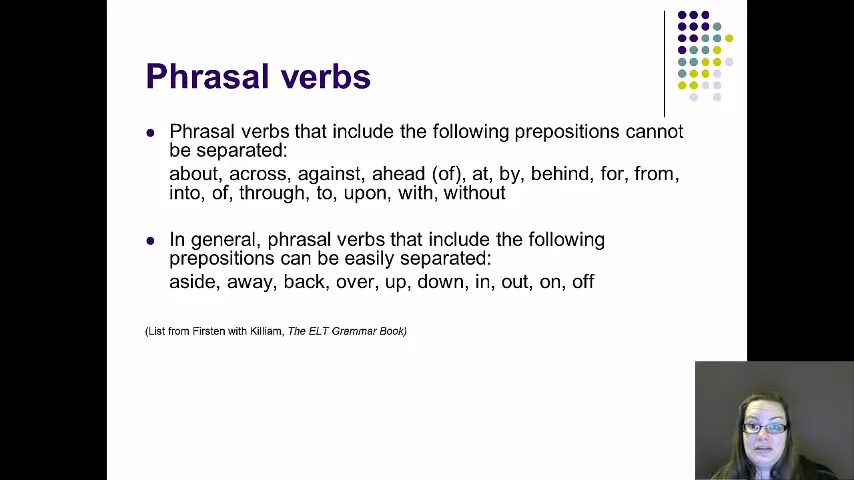 Phrasal verbs
Phrasal verbs that include the following prepositions cannot
be separated:
about, across, against, ahead (of), at, by, behind, for, from,
into, of, through, to, upon, with, without
In general, phrasal verbs that include the following
prepositions can be easily separated:
aside, away, back, over, up, down, in, out, on, off
(List from Firsten with Killiam, The ELT Grammar Book)